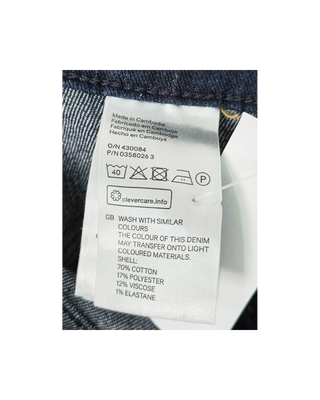 Made in Cambodia
Fabricado em Camboja
Fabriqué en Cambodge
Hecho en Camboya
O/N 430084
P/N 0358026 3
40
P
clevercare.info
GB WASH WITH SIMILAR
COLOURS
THE COLOUR OF THIS DENIM
MAY TRANSFER ONTO LIGHT
COLOURED MATERIALS.
SHELL:
70% COTTON
17% POLYESTER
12% VISCOSE
1% ELASTANE